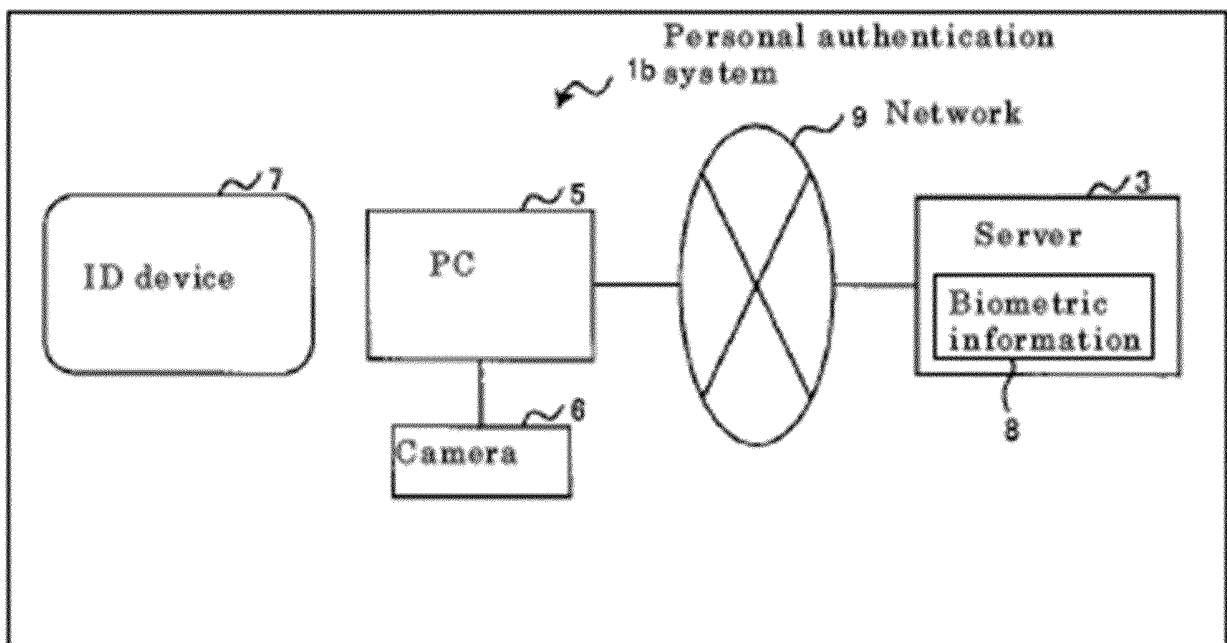 Personal authentication
1b system
9 Network
7
5
3
ID device
PC
Server
Biometric
information
8
6
Camera